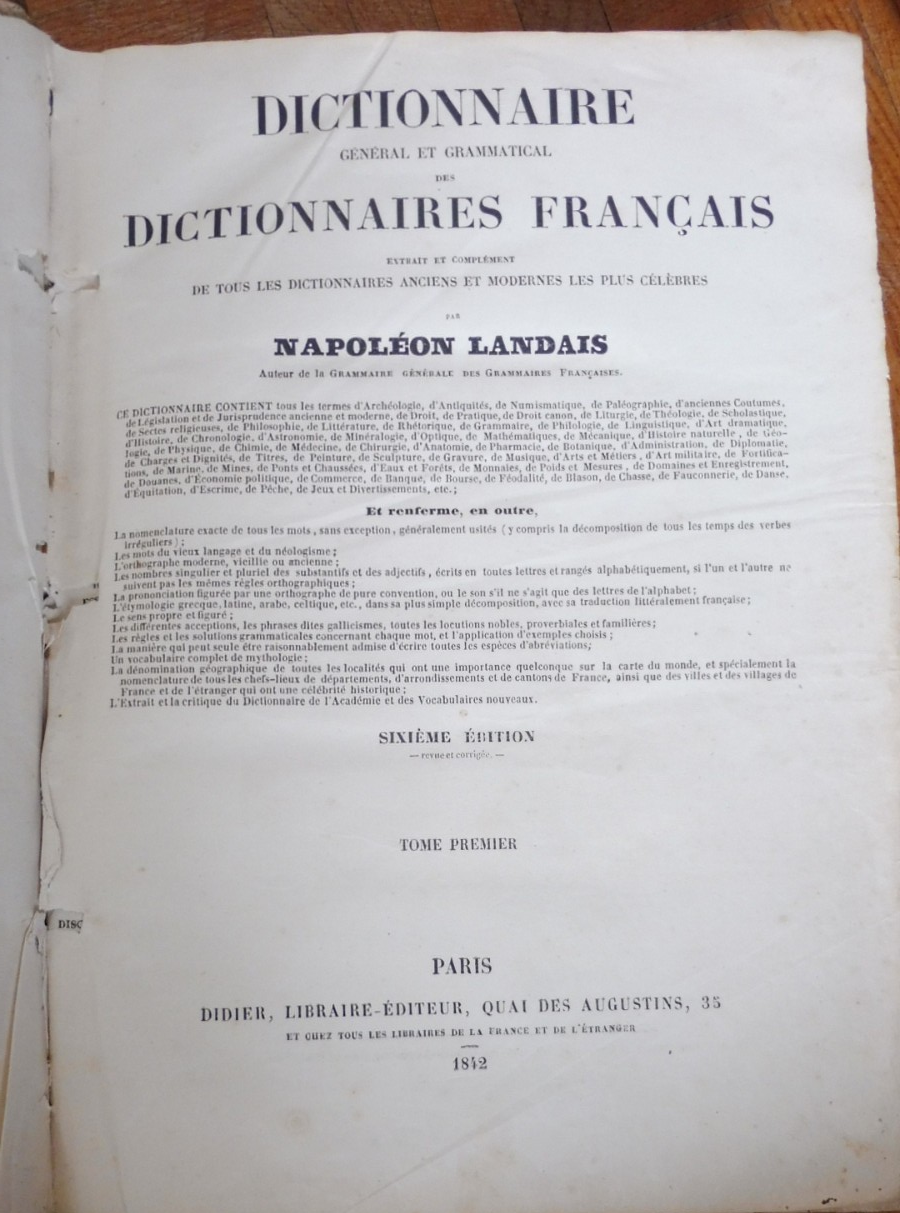 DICTIONNAIRE
GÉNÉRAL ET GRAMMATICAL
DES
DICTIONNAIRES FRANÇAIS
EXTRAIT ET COMPLÉMENT
DE TOUS LES DICTIONNAIRES ANCIENS ET MODERNES LES PLUS CÉLÈBRES
PAR
NAPOLÉON LANDAIS
Auteur de la GRAMMAIRE GÉNÉRALE DES GRAMMAIRES FRANÇAISES.
CE DICTIONNAIRE CONTIENT tous les termes d'Archéologie, d'Antiquités, de Numismatique, de Paléographie, d'anciennes Coutumes,
de Législation et de Jurisprudence ancienne et moderne, de Droit, de Pratique, de Droit canon, de Liturgie, de Théologie, de Scholastique,
de Sectes religieuses, de Philosophie, de Littérature, de Rhétorique, de Grammaire, de Philologie, de Linguistique, d'Art dramatique,
d'Histoire, de Chronologie, d'Astronomie, de Minéralogie, d'Optique, de Mathématiques, de Mécanique, d'Histoire naturelle, de Géo-
logie, de Physique, de Chimie, de Médecine, de Chirurgie, d'Anatomie, de Pharmacie, de Botanique, d'Administration, de Diplomatie,
de Charges et Dignités, de Titres, de Peinture, de Sculpture, de Gravure, de Musique, d'Arts et Métiers, d'Art militaire, de Fortifica-
tions, de Marine, de Mines, de Ponts et Chaussées, d'Eaux et Forêts, de Monnaies, de Poids et Mesures, de Domaines et Enregistrement,
de Douanes, d'Économie politique, de Commerce, de Banque, de Bourse, de Féodalité, de Blason, de Chasse, de Fauconnerie, de Danse,
d'Équitation, d'Escrime, de Pêche, de Jeux et Divertissements, etc.;
Et renferme, en outre,
La nomenclature exacte de tous les mots, sans exception, généralement usités (y compris la décomposition de tous les temps des verbes
irréguliers);
Les mots du vieux langage et du néologisme;
L'orthographe moderne, vieillie ou ancienne;
Les nombres singulier et pluriel des substantifs et des adjectifs, écrits en toutes lettres et rangés alphabétiquement, si l'un et l'autre ne
suivent pas les mêmes règles orthographiques;
La prononciation figurée par une orthographe de pure convention, ou le son s'il ne s'agit que des lettres de l'alphabet;
L'étymologie grecque, latine, arabe, celtique, etc., dans sa plus simple décomposition, avec sa traduction littéralement française;
Le sens propre et figuré;
Les différentes acceptions, les phrases dites gallicismes, toutes les locutions nobles, proverbiales et familières;
Les règles et les solutions grammaticales concernant chaque mot, et l'application d'exemples choisis;
La manière qui peut seule être raisonnablement admise d'écrire toutes les espèces d'abréviations;
Un vocabulaire complet de mythologie;
La dénomination géographique de toutes les localités qui ont une importance quelconque sur la carte du monde, et spécialement la
nomenclature de tous les chefs-lieux de départements, d'arrondissements et de cantons de France, ainsi que des villes et des villages de
France et de l'étranger qui ont une célébrité historique;
L'Extrait et la critique du Dictionnaire de l'Académie et des Vocabulaires nouveaux.
SIXIÈME ÉDITION
— revue et corrigée. —
TOME PREMIER
DISC
PARIS
DIDIER, LIBRAIRE-ÉDITEUR, QUAI DES AUGUSTINS, 35
ET CHEZ TOUS LES LIBRAIRES DE LA FRANCE ET DE L'ÉTRANGER
1842